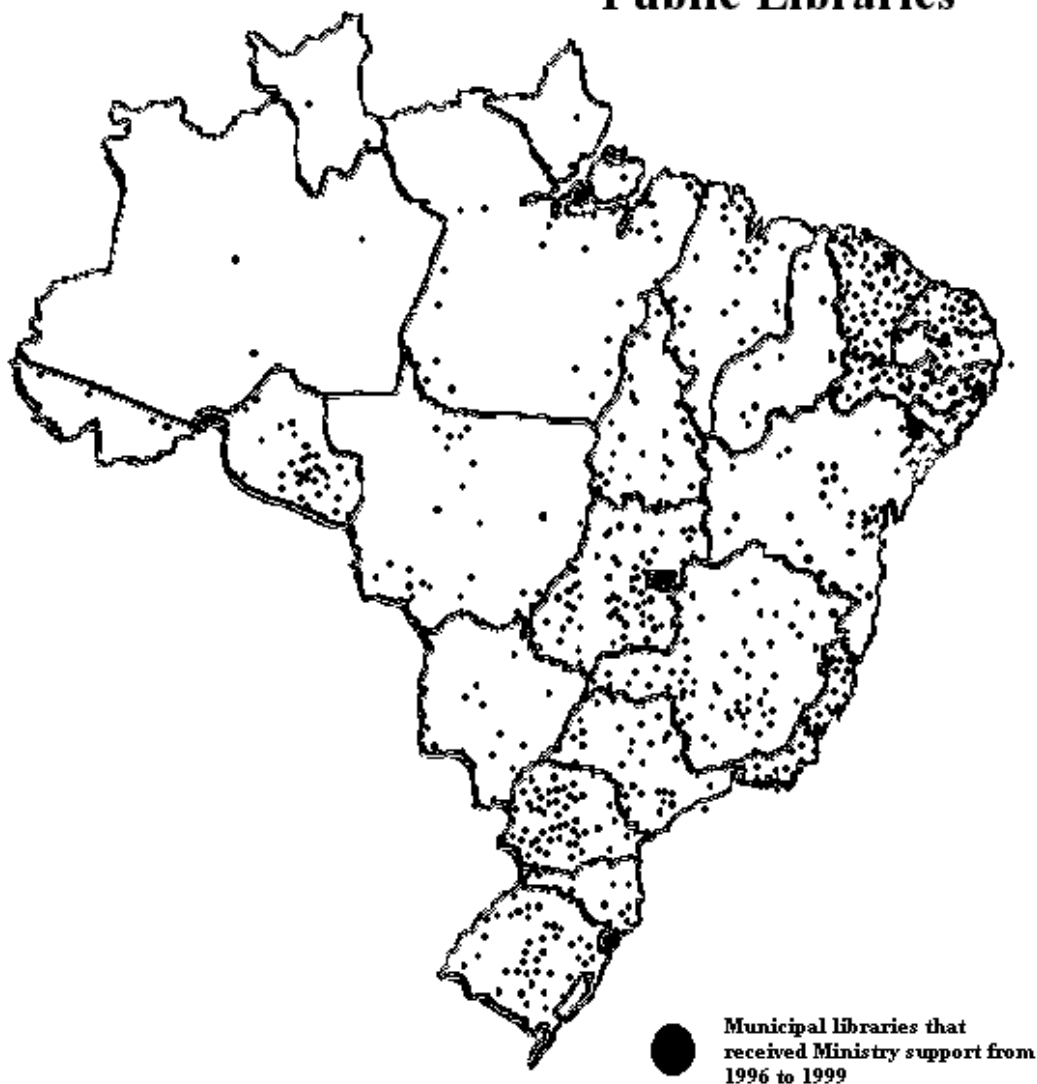 Public Libraries
Municipal libraries that
received Ministry support from
1996 to 1999